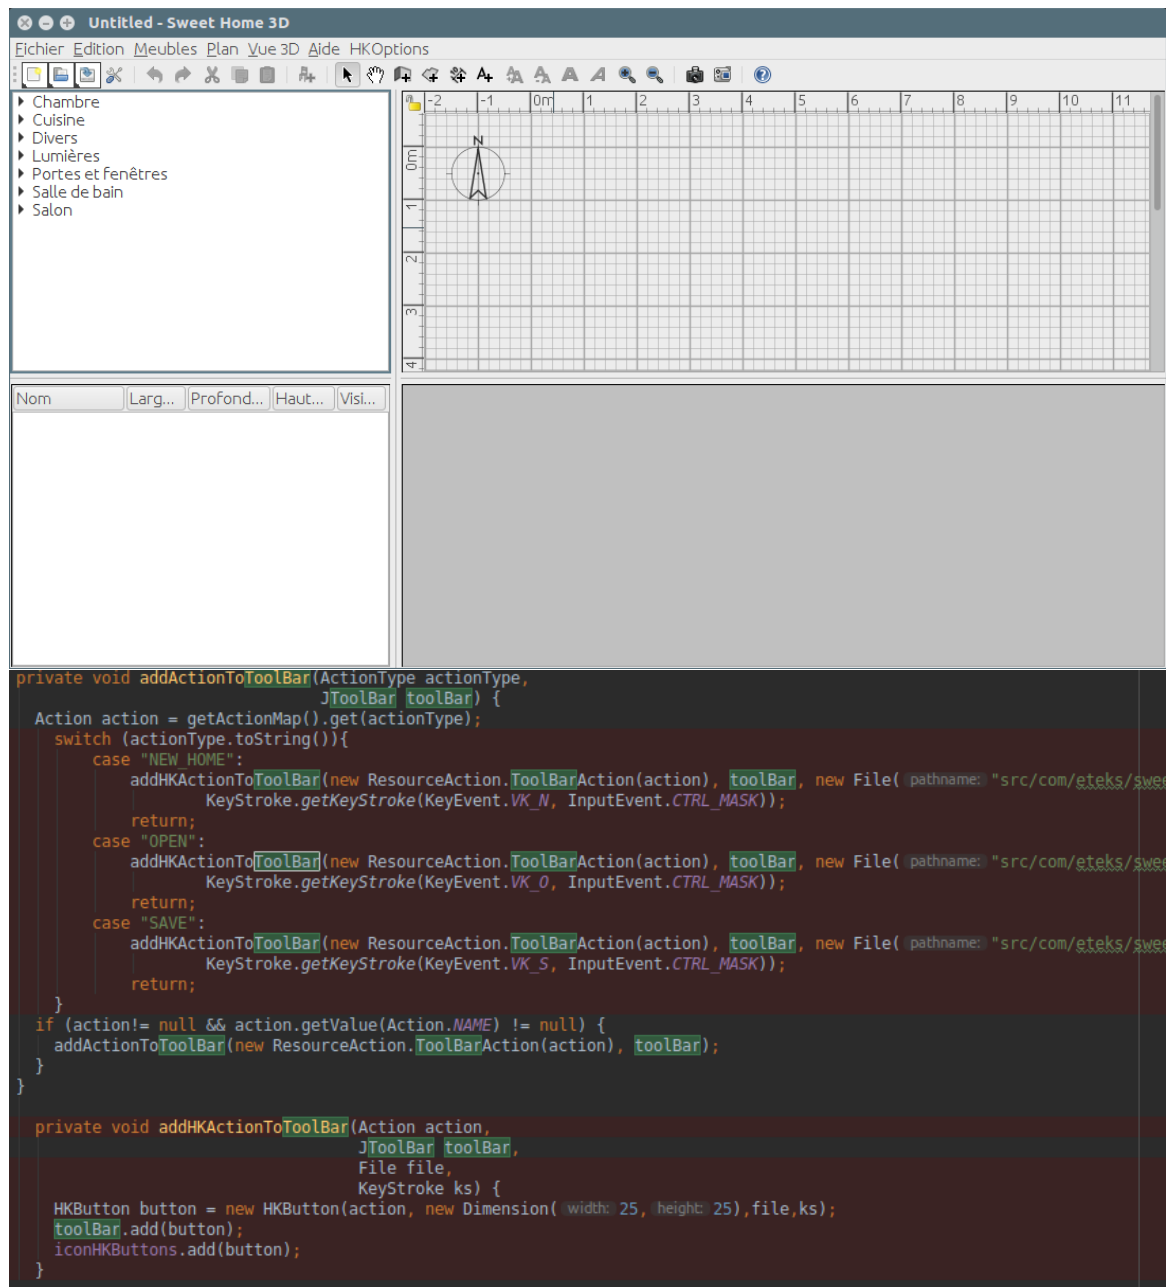 Untitled - Sweet Home 3D
Fichier Edition Meubles Plan Vue 3D Aide HKOptions
Chambre
Cuisine
Divers
Lumières
Portes et fenêtres
Salle de bain
Salon
-2 -1 0m 1 2 3 4 5 6 7 8 9 10 11
N
0m
1
2
3
4
Nom Larg... Profond... Haut... Visi...
private void addActionToToolBar(ActionType actionType,
JToolBar toolBar) {
Action action = getActionMap().get(actionType);
switch (actionType.toString()){
case "NEW_HOME":
addHKActionToToolBar(new ResourceAction.ToolBarAction(action), toolBar, new File( pathname: "src/com/eteks/swee
KeyStroke.getKeyStroke(KeyEvent.VK_N, InputEvent.CTRL_MASK));
return;
case "OPEN":
addHKActionToToolBar(new ResourceAction.ToolBarAction(action), toolBar, new File( pathname: "src/com/eteks/swee
KeyStroke.getKeyStroke(KeyEvent.VK_O, InputEvent.CTRL_MASK));
return;
case "SAVE":
addHKActionToToolBar(new ResourceAction.ToolBarAction(action), toolBar, new File( pathname: "src/com/eteks/swee
KeyStroke.getKeyStroke(KeyEvent.VK_S, InputEvent.CTRL_MASK));
return;
}
if (action!= null && action.getValue(Action.NAME) != null) {
addActionToToolBar(new ResourceAction.ToolBarAction(action), toolBar);
}
}
private void addHKActionToToolBar(Action action,
JToolBar toolBar,
File file,
KeyStroke ks) {
HKButton button = new HKButton(action, new Dimension( width: 25, height: 25),file,ks);
toolBar.add(button);
iconHKButtons.add(button);
}